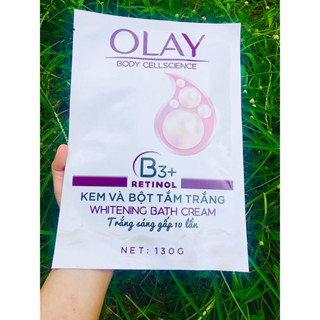 OLAY
BODY CELLSCIENCE
B3+
RETINOL
KEM VÀ BỘT TẮM TRẮNG
WHITENING BATH CREAM
Trắng sáng gấp 10 lần
NET: 130G